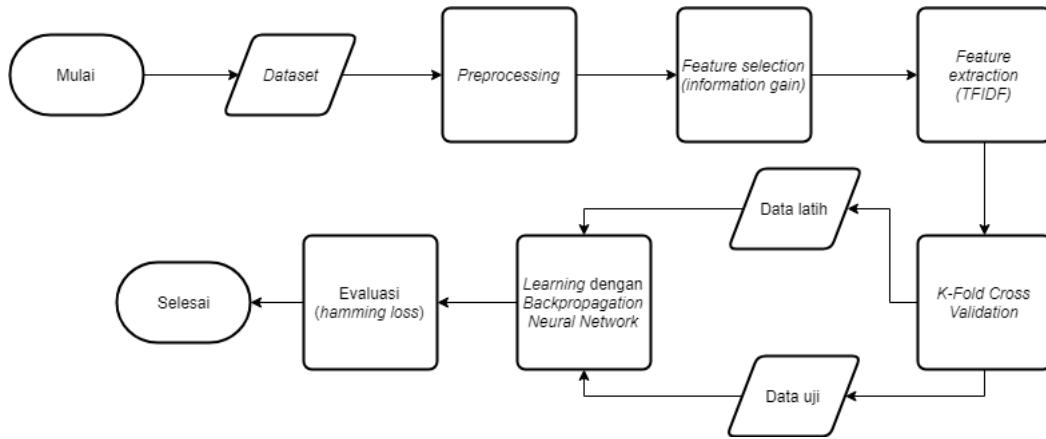 Mulai
Dataset
Preprocessing
Feature selection
(information gain)
Feature
extraction
(TFIDF)
Data latih
K-Fold Cross
Validation
Data uji
Learning dengan
Backpropagation
Neural Network
Evaluasi
(hamming loss)
Selesai